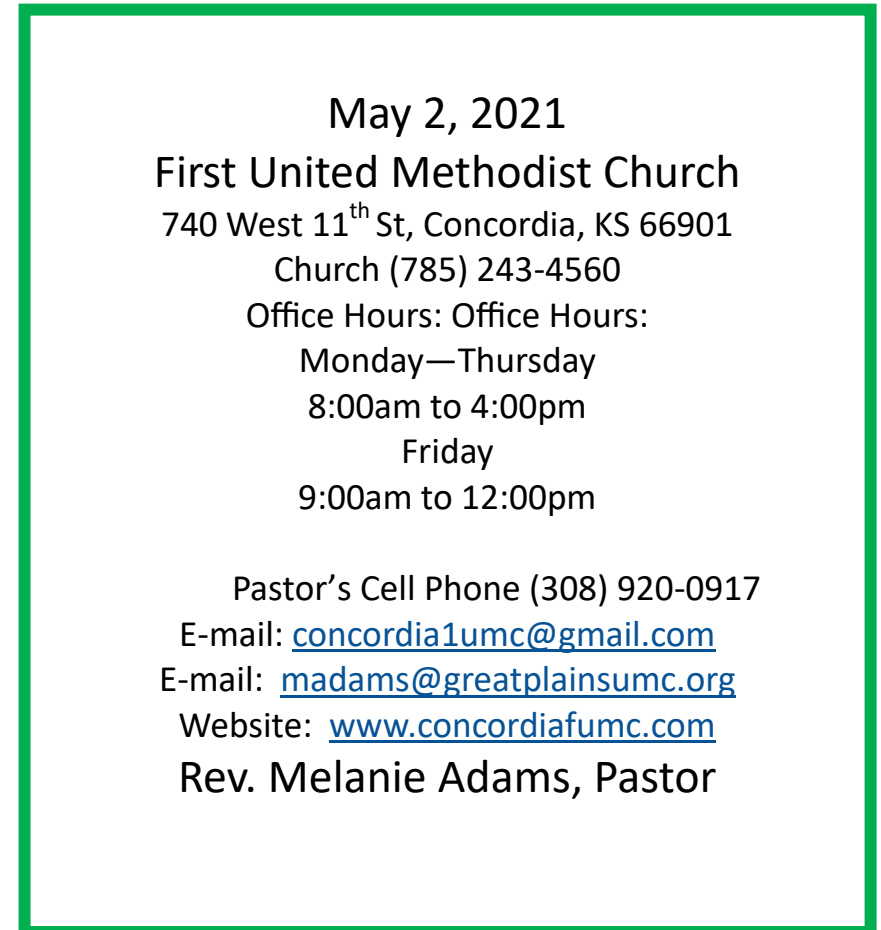 May 2, 2021
First United Methodist Church
740 West 11th St, Concordia, KS 66901
Church (785) 243-4560
Office Hours: Office Hours:
Monday—Thursday
8:00am to 4:00pm
Friday
9:00am to 12:00pm
Pastor’s Cell Phone (308) 920-0917
E-mail: concordia1umc@gmail.com
E-mail: madams@greatplainsumc.org
Website: www.concordiafumc.com
Rev. Melanie Adams, Pastor